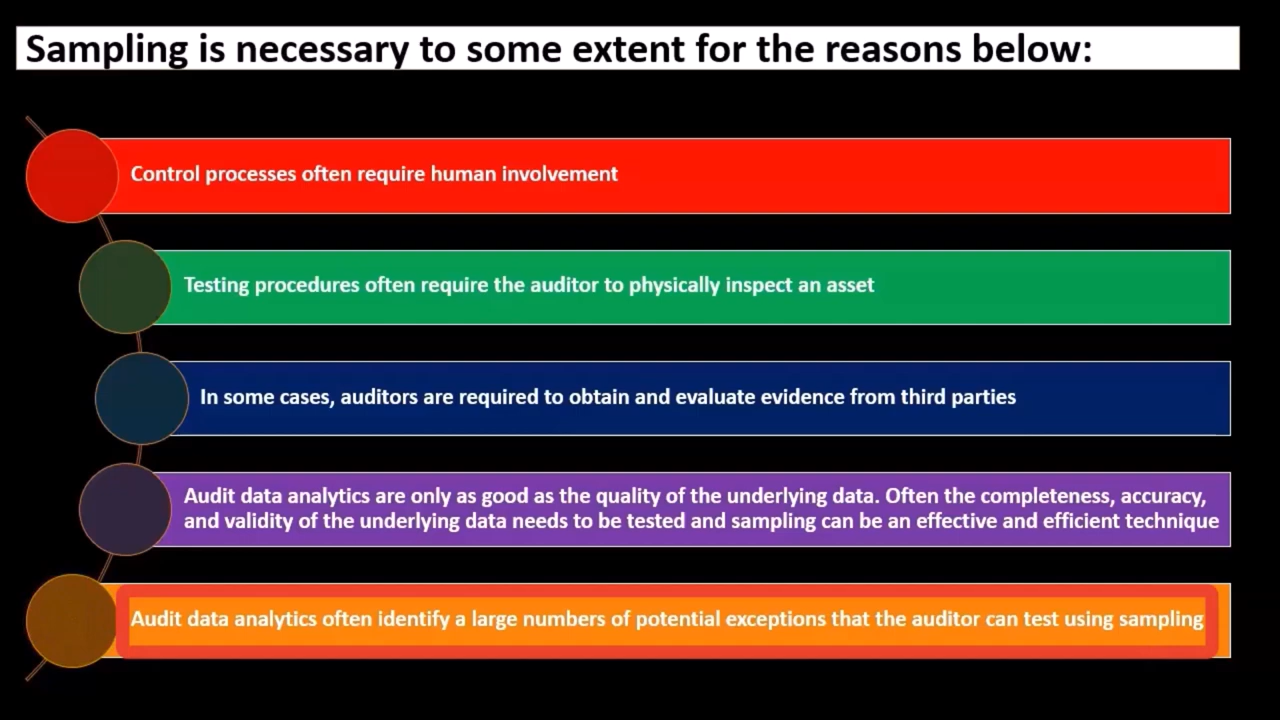 Sampling is necessary to some extent for the reasons below:
Control processes often require human involvement
Testing procedures often require the auditor to physically inspect an asset
In some cases, auditors are required to obtain and evaluate evidence from third parties
Audit data analytics are only as good as the quality of the underlying data. Often the completeness, accuracy,
and validity of the underlying data needs to be tested and sampling can be an effective and efficient technique
Audit data analytics often identify a large numbers of potential exceptions that the auditor can test using sampling